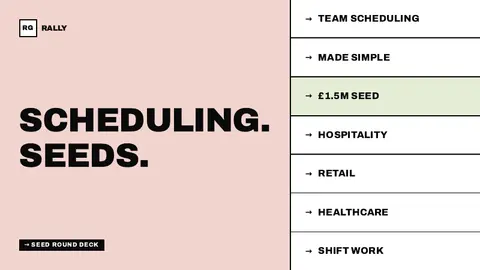 RG RALLY
SCHEDULING.
SEEDS.
→ SEED ROUND DECK
→ TEAM SCHEDULING
→ MADE SIMPLE
→ £1.5M SEED
→ HOSPITALITY
→ RETAIL
→ HEALTHCARE
→ SHIFT WORK